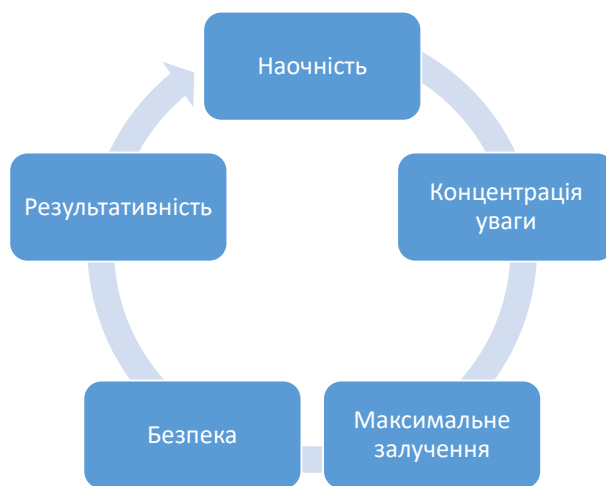 Наочність
Концентрація
уваги
Максимальне
залучення
Безпека
Результативність